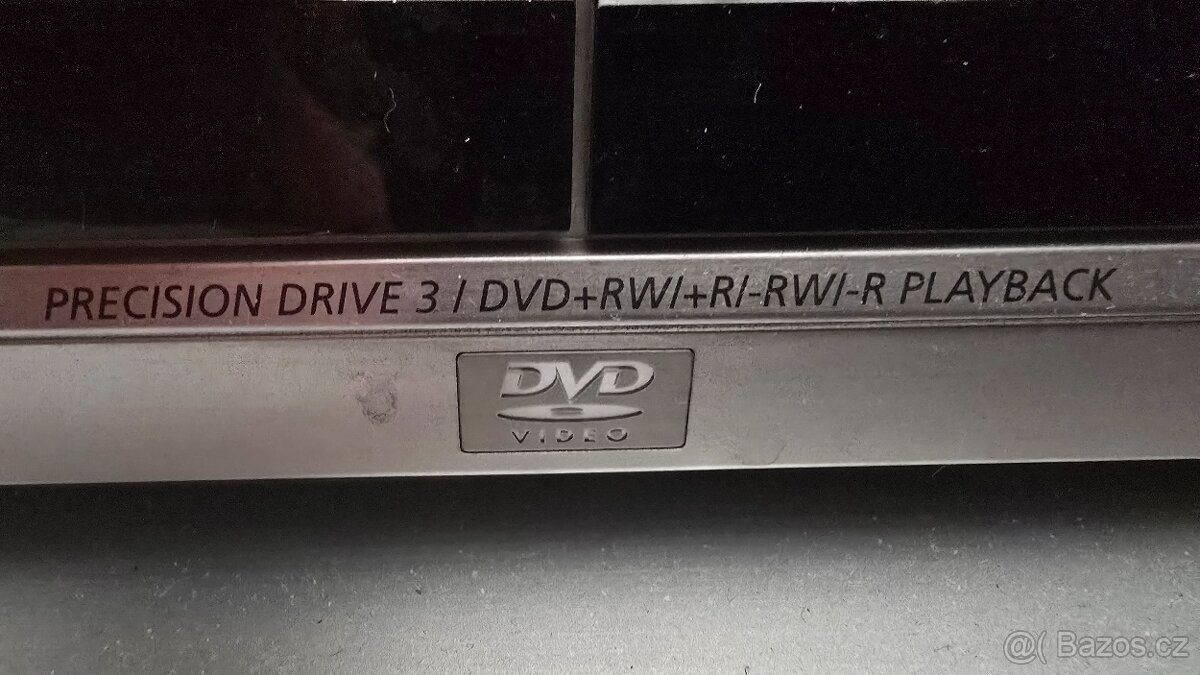 PRECISION DRIVE 3 / DVD+RW/+R/-RW/-R PLAYBACK
DVD
VIDEO
@( Bazos.cz